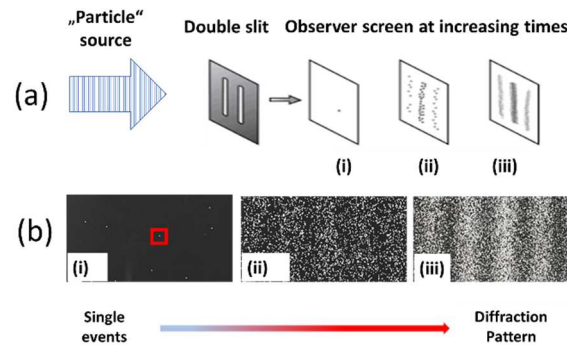 „Particle“
source
Double slit
Observer screen at increasing times
(a)
(i)
(ii)
(iii)
(b)
(i)
(ii)
(iii)
Single
events
Diffraction
Pattern